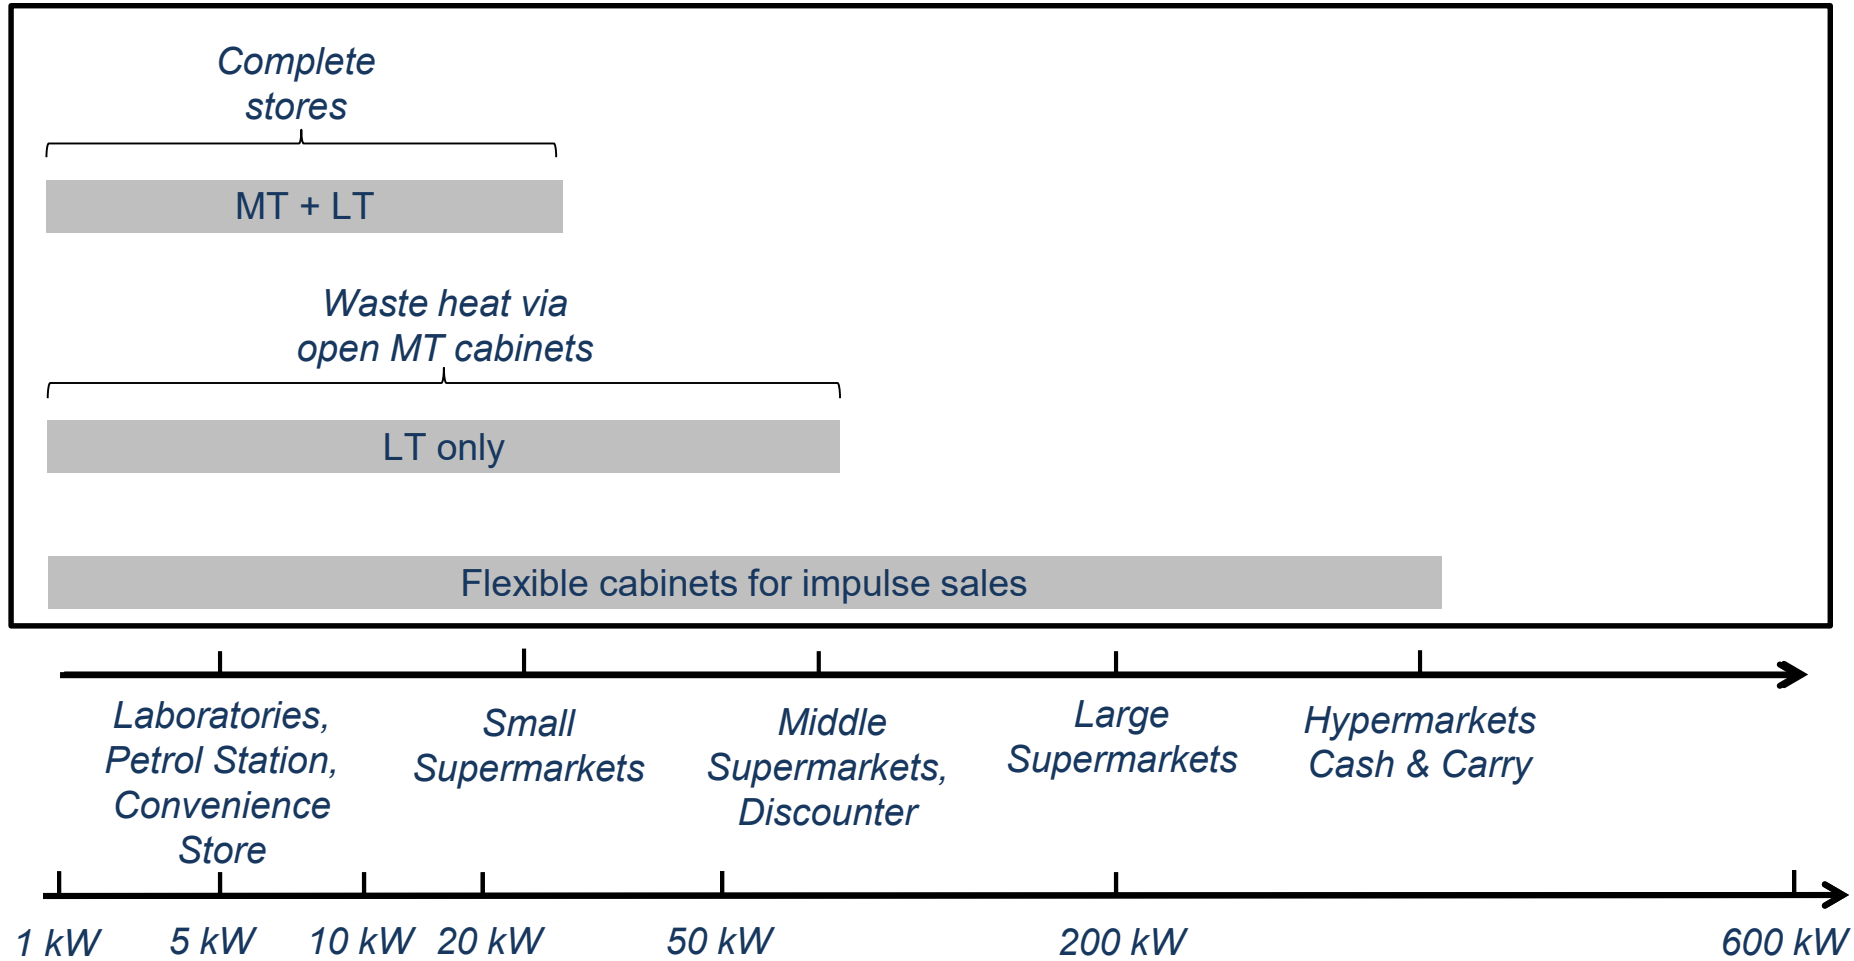 Complete
stores
MT + LT
Waste heat via
open MT cabinets
LT only
Flexible cabinets for impulse sales
Laboratories,
Petrol Station,
Convenience
Store
Small
Supermarkets
Middle
Supermarkets,
Discounter
Large
Supermarkets
Hypermarkets
Cash & Carry
1 kW
5 kW
10 kW
20 kW
50 kW
200 kW
600 kW